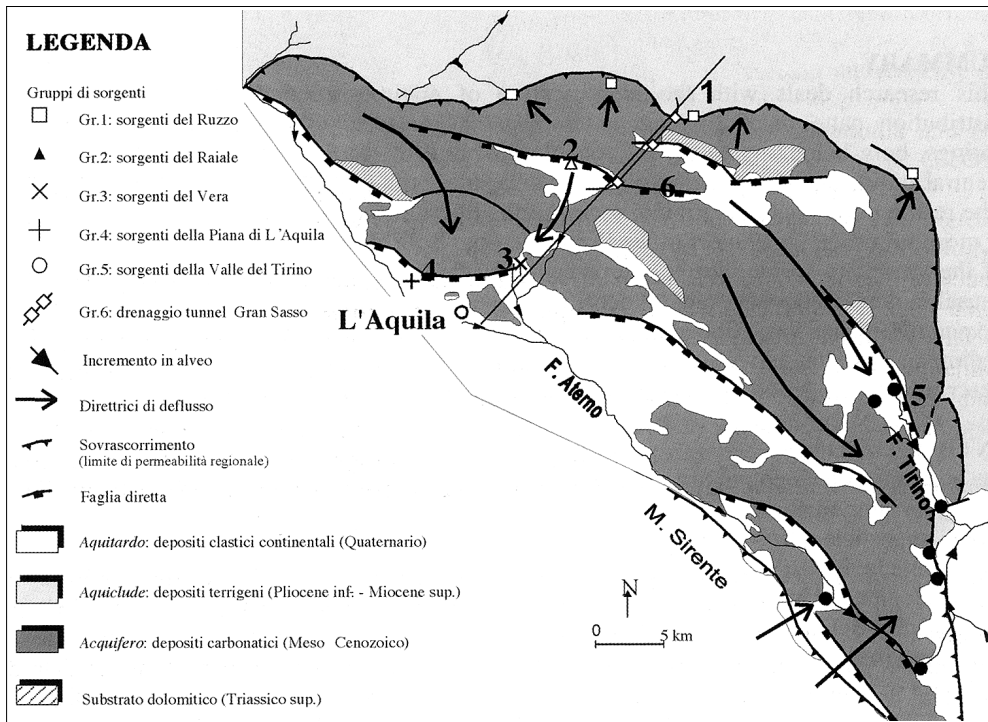 LEGENDA
Gruppi di sorgenti
Gr.1: sorgenti del Ruzzo
Gr.2: sorgenti del Raiale
Gr.3: sorgenti del Vera
Gr.4: sorgenti della Piana di L'Aquila
Gr.5: sorgenti della Valle del Tirino
Gr.6: drenaggio tunnel Gran Sasso
Incremento in alveo
Direttrici di deflusso
Sovrascorrimento
(limite di permeabilità regionale)
Faglia diretta
Aquitardo: depositi clastici continentali (Quaternario)
Aquiclude: depositi terrigeni (Pliocene inf. - Miocene sup.)
Acquifero: depositi carbonatici (Meso Cenozoico)
Substrato dolomitico (Triassico sup.)
1
2
6
3
4
L'Aquila
F. Aterno
5
F. Tirino
M. Sirente
N
0 5 km